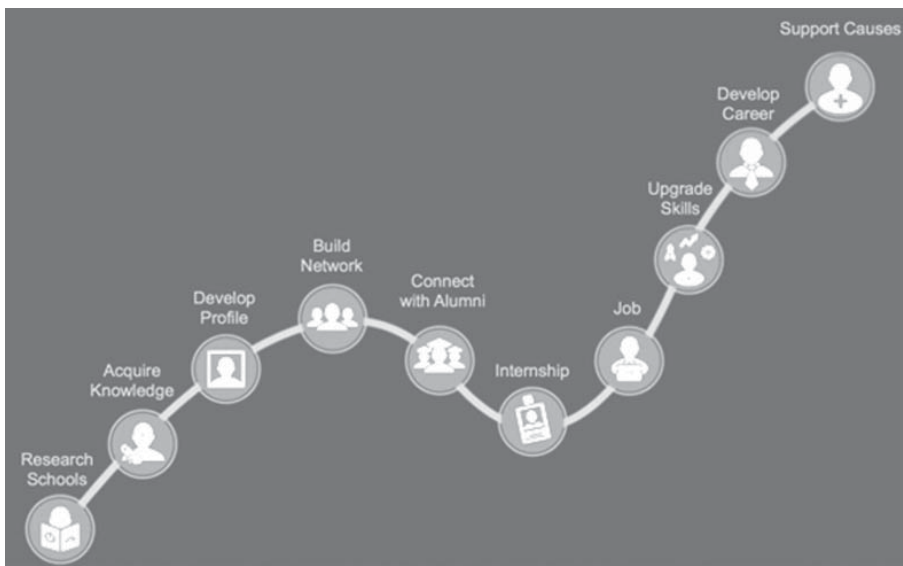 Research
Schools
Acquire
Knowledge
Develop
Profile
Build
Network
Connect
with Alumni
Internship
Job
Upgrade
Skills
Develop
Career
Support Causes